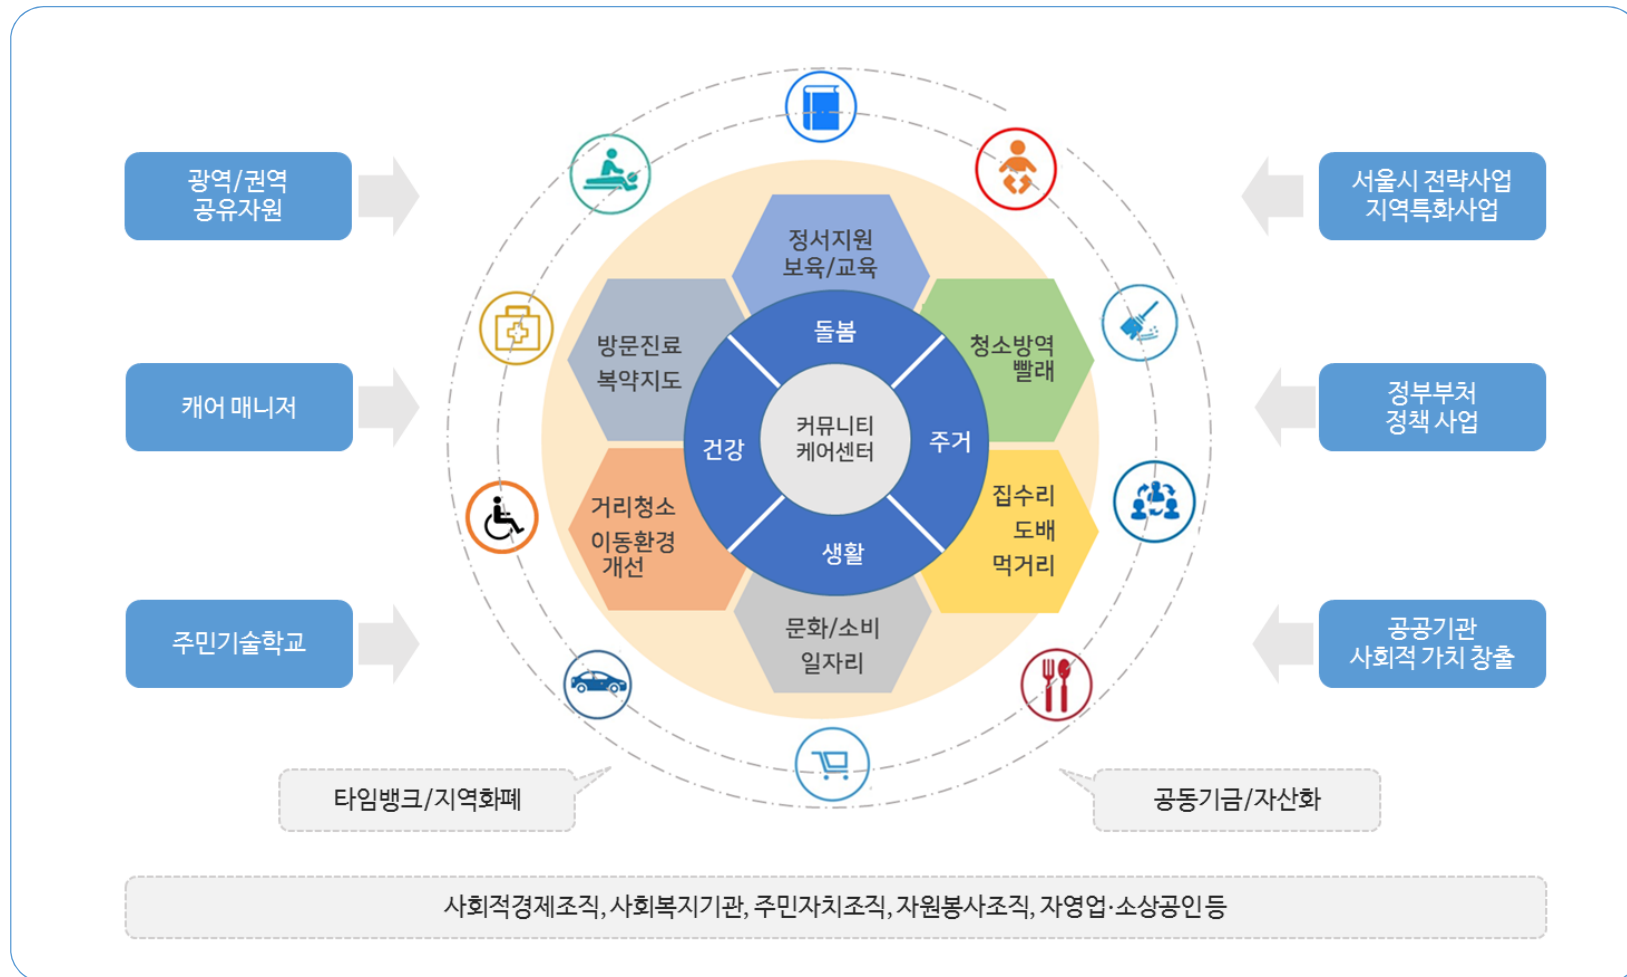 광역/권역
공유자원
캐어 매니저
주민기술학교
정서지원
보육/교육
방문진료
복약지도
청소방역
빨래
돌봄
건강
커뮤니티
케어센터
주거
생활
거리청소
이동환경
개선
집수리
도배
먹거리
문화/소비
일자리
서울시 전략사업
지역특화사업
정부부처
정책 사업
공공기관
사회적 가치 창출
타임뱅크/지역화폐
공동기금/자산화
사회적경제조직, 사회복지기관, 주민자치조직, 자원봉사조직, 자영업·소상공인 등